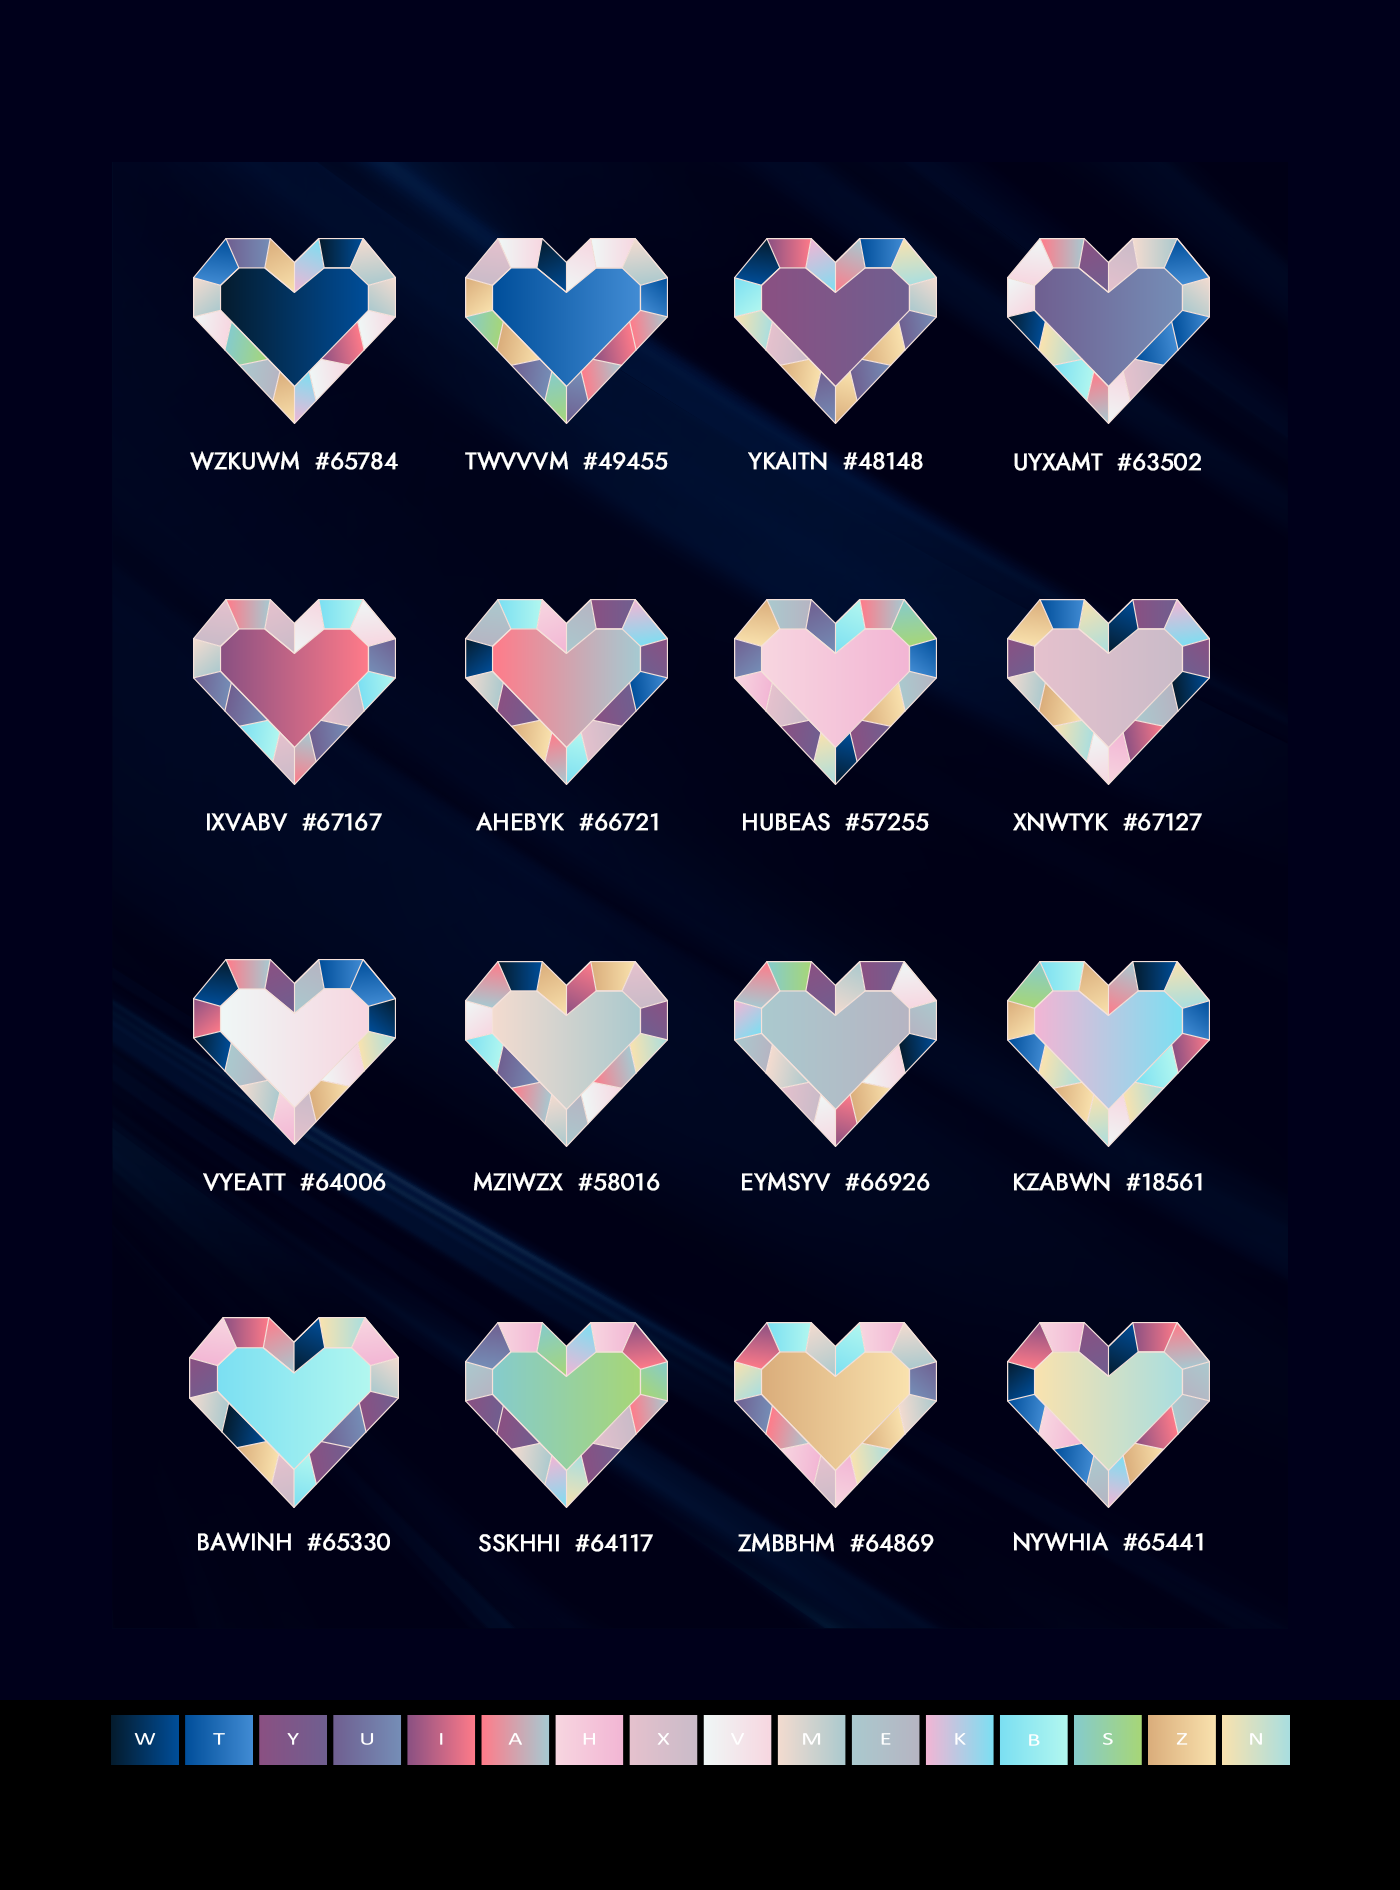 WZKUWM #65784 TWVVVM #49455 YKAITN #48148 UYXAMT #63502
IXVABV #67167 AHEBYK #66721 HUBEAS #57255 XNWTYK #67127
VYEATT #64006 MZIWZX #58016 EYMSYV #66926 KZABWN #18561
BAWINH #65330 SSKHHI #64117 ZMBBHM #64869 NYWHIA #65441
W T Y U I A H X V M E K B S Z N